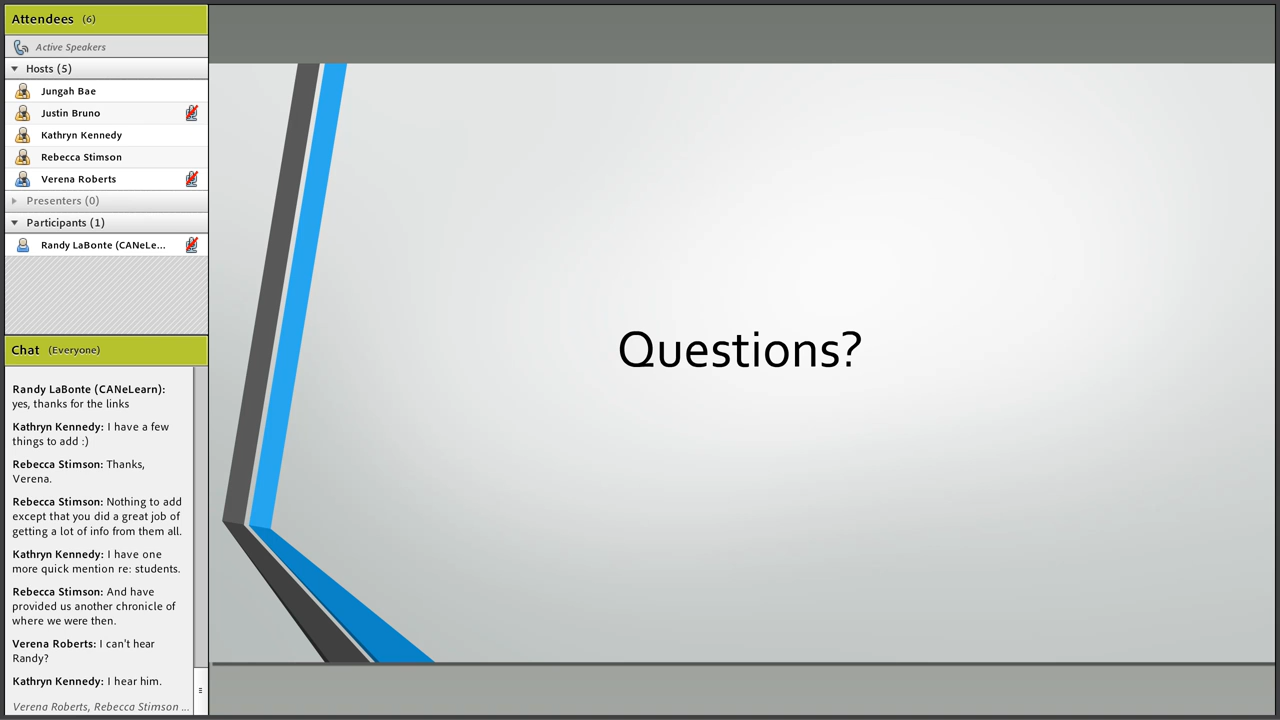 Attendees (6)
Active Speakers
Hosts (5)
Jungah Bae
Justin Bruno
Kathryn Kennedy
Rebecca Stimson
Verena Roberts
Presenters (0)
Participants (1)
Randy LaBonte (CANeLe...
Chat (Everyone)
Randy LaBonte (CANeLearn):
yes, thanks for the links
Kathryn Kennedy: I have a few
things to add :)
Rebecca Stimson: Thanks,
Verena.
Rebecca Stimson: Nothing to add
except that you did a great job of
getting a lot of info from them all.
Kathryn Kennedy: I have one
more quick mention re: students.
Rebecca Stimson: And have
provided us another chronicle of
where we were then.
Verena Roberts: I can't hear
Randy?
Kathryn Kennedy: I hear him.
Verena Roberts, Rebecca Stimson ...
Questions?